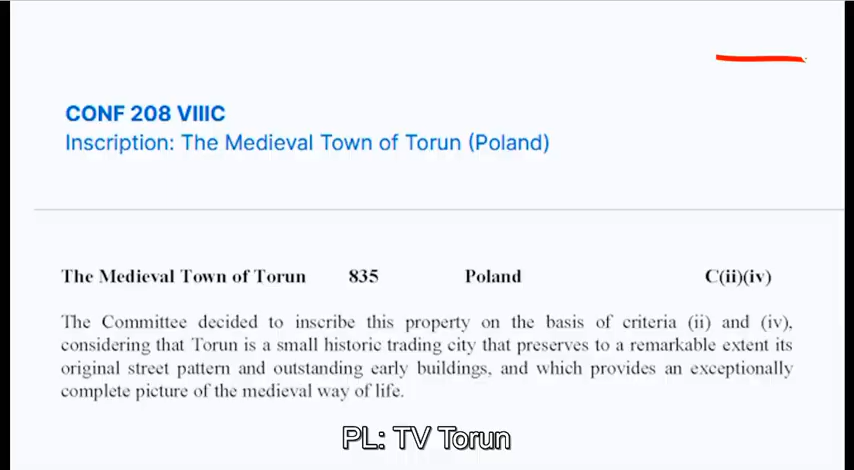 CONF 208 VIIIC
Inscription: The Medieval Town of Torun (Poland)
The Medieval Town of Torun 835 Poland C(ii)(iv)
The Committee decided to inscribe this property on the basis of criteria (ii) and (iv),
considering that Torun is a small historic trading city that preserves to a remarkable extent its
original street pattern and outstanding early buildings, and which provides an exceptionally
complete picture of the medieval way of life.
PL: TV Torun